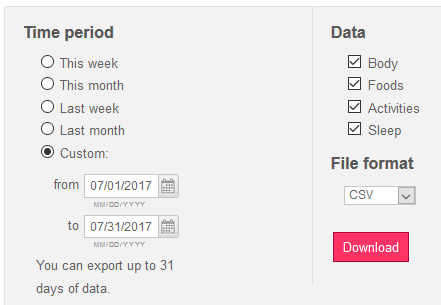 Time period
This week
This month
Last week
Last month
Custom:
from 07/01/2017
MM/DD/YYYY
to 07/31/2017
MM/DD/YYYY
You can export up to 31
days of data.
Data
Body
Foods
Activities
Sleep
File format
CSV
Download